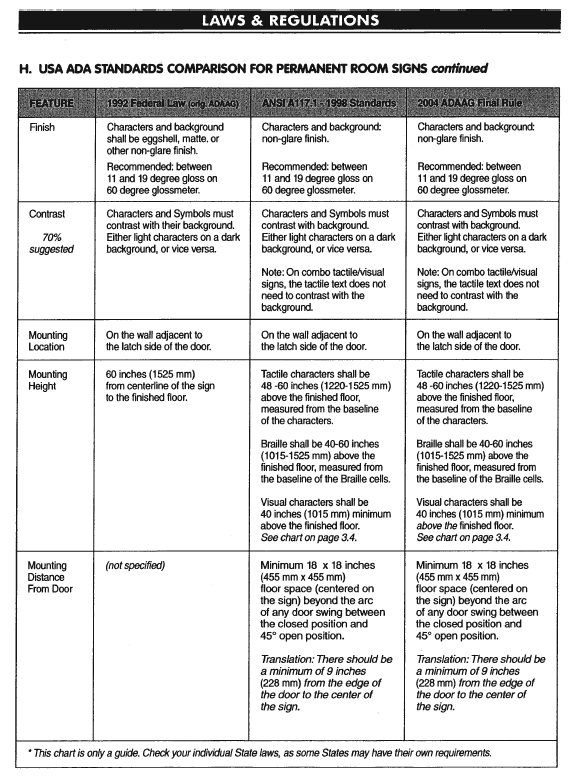 LAWS & REGULATIONS
H. USA ADA STANDARDS COMPARISON FOR PERMANENT ROOM SIGNS continued
FEATURE
1992 Federal Law (orig. ADAAG)
ANSI A117.1 - 1998 Standards
2004 ADAAG Final Rule
Finish
Characters and background
shall be eggshell, matte. or
other non-glare finish.
Recommended: between
11 and 19 degree gloss on
60 degree glossmeter.
Characters and background:
non-glare finish.
Recommended: between
11 and 19 degree gloss on
60 degree glossmeter.
Characters and background:
non-glare finish.
Recommended: between
11 and 19 degree gloss on
60 degree glossmeter.
Contrast
70%
suggested
Characters and Symbols must
contrast with their background.
Either light characters on a dark
background, or vice versa.
Characters and Symbols must
contrast with background.
Either light characters on a dark
background, or vice versa.
Note: On combo tactile/visual
signs, the tactile text does not
need to contrast with the
background.
Characters and Symbols must
contrast with background.
Either light characters on a dark
background, or vice versa.
Note: On combo tactile/visual
signs, the tactile text does not
need to contrast with the
background.
Mounting
Location
On the wall adjacent to
the latch side of the door.
On the wall adjacent to
the latch side of the door.
On the wall adjacent to
the latch side of the door.
Mounting
Height
60 inches (1525 mm)
from centerline of the sign
to the finished floor.
Tactile characters shall be
48 -60 inches (1220-1525 mm)
above the finished floor,
measured from the baseline
of the characters.
Braille shall be 40-60 inches
(1015-1525 mm) above the
finished floor, measured from
the baseline of the Braille cells.
Visual characters shall be
40 inches (1015 mm) minimum
above the finished floor.
See chart on page 3.4.
Tactile characters shall be
48 -60 inches (1220-1525 mm)
above the finished floor,
measured from the baseline
of the characters.
Braille shall be 40-60 inches
(1015-1525 mm) above the
finished floor, measured from
the baseline of the Braille cells.
Visual characters shall be
40 inches (1015 mm) minimum
above the finished floor.
See chart on page 3.4.
Mounting
Distance
From Door
(not specified)
Minimum 18 x 18 inches
(455 mm x 455 mm)
floor space (centered on
the sign) beyond the arc
of any door swing between
the closed position and
45° open position.
Translation: There should be
a minimum of 9 inches
(228 mm) from the edge of
the door to the center of
the sign.
Minimum 18 x 18 inches
(455 mm x 455 mm)
floor space (centered on
the sign) beyond the arc
of any door swing between
the closed position and
45° open position.
Translation: There should be
a minimum of 9 inches
(228 mm) from the edge of
the door to the center of
the sign.
* This chart is only a guide. Check your individual State laws, as some States may have their own requirements.